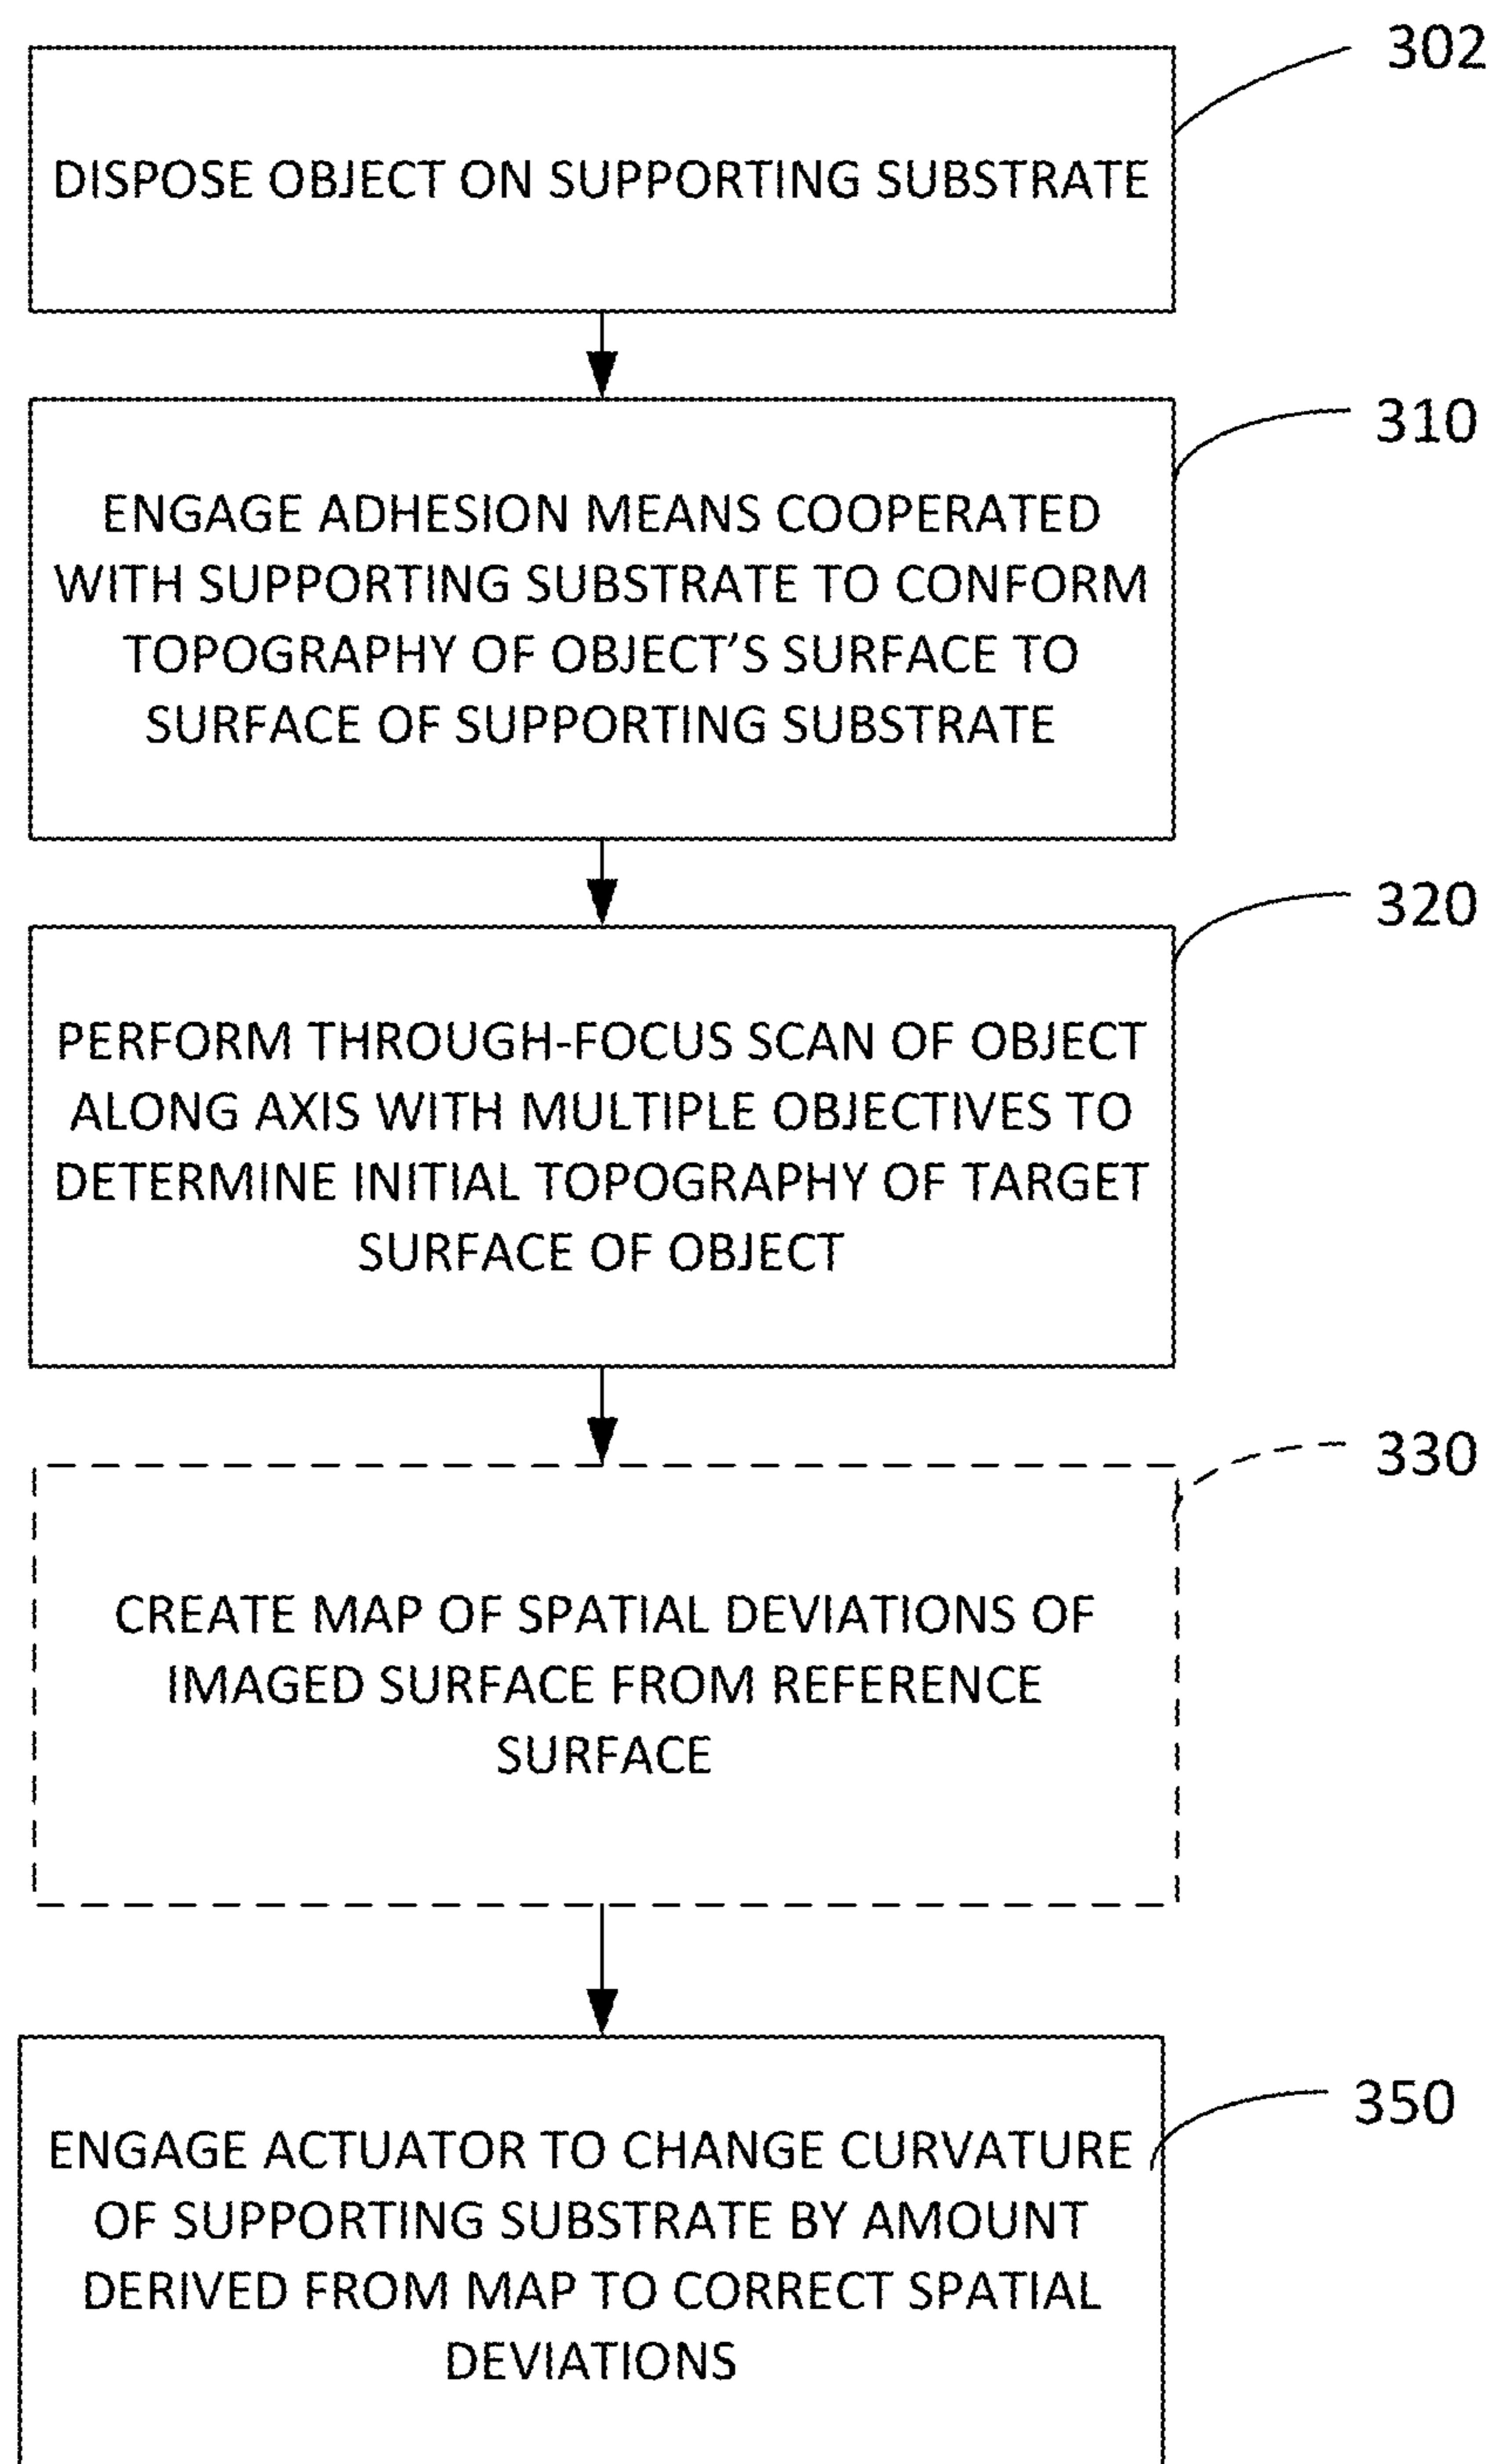 302
DISPOSE OBJECT ON SUPPORTING SUBSTRATE
310
ENGAGE ADHESION MEANS COOPERATED
WITH SUPPORTING SUBSTRATE TO CONFORM
TOPOGRAPHY OF OBJECT'S SURFACE TO
SURFACE OF SUPPORTING SUBSTRATE
320
PERFORM THROUGH-FOCUS SCAN OF OBJECT
ALONG AXIS WITH MULTIPLE OBJECTIVES TO
DETERMINE INITIAL TOPOGRAPHY OF TARGET
SURFACE OF OBJECT
330
CREATE MAP OF SPATIAL DEVIATIONS OF
IMAGED SURFACE FROM REFERENCE
SURFACE
350
ENGAGE ACTUATOR TO CHANGE CURVATURE
OF SUPPORTING SUBSTRATE BY AMOUNT
DERIVED FROM MAP TO CORRECT SPATIAL
DEVIATIONS